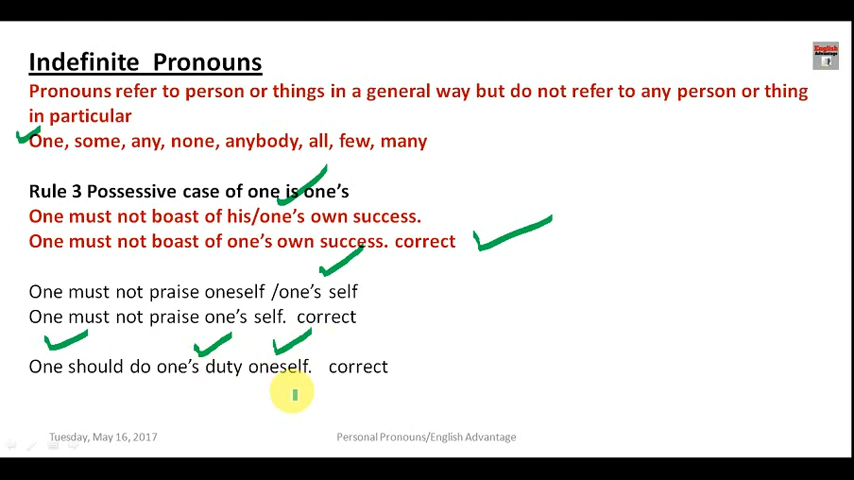 Indefinite Pronouns
English
Advantage
Pronouns refer to person or things in a general way but do not refer to any person or thing
in particular
One, some, any, none, anybody, all, few, many
Rule 3 Possessive case of one is one's
One must not boast of his/one's own success.
One must not boast of one's own success. correct
One must not praise oneself /one's self
One must not praise one's self. correct
One should do one's duty oneself. correct
Tuesday, May 16, 2017
Personal Pronouns/English Advantage